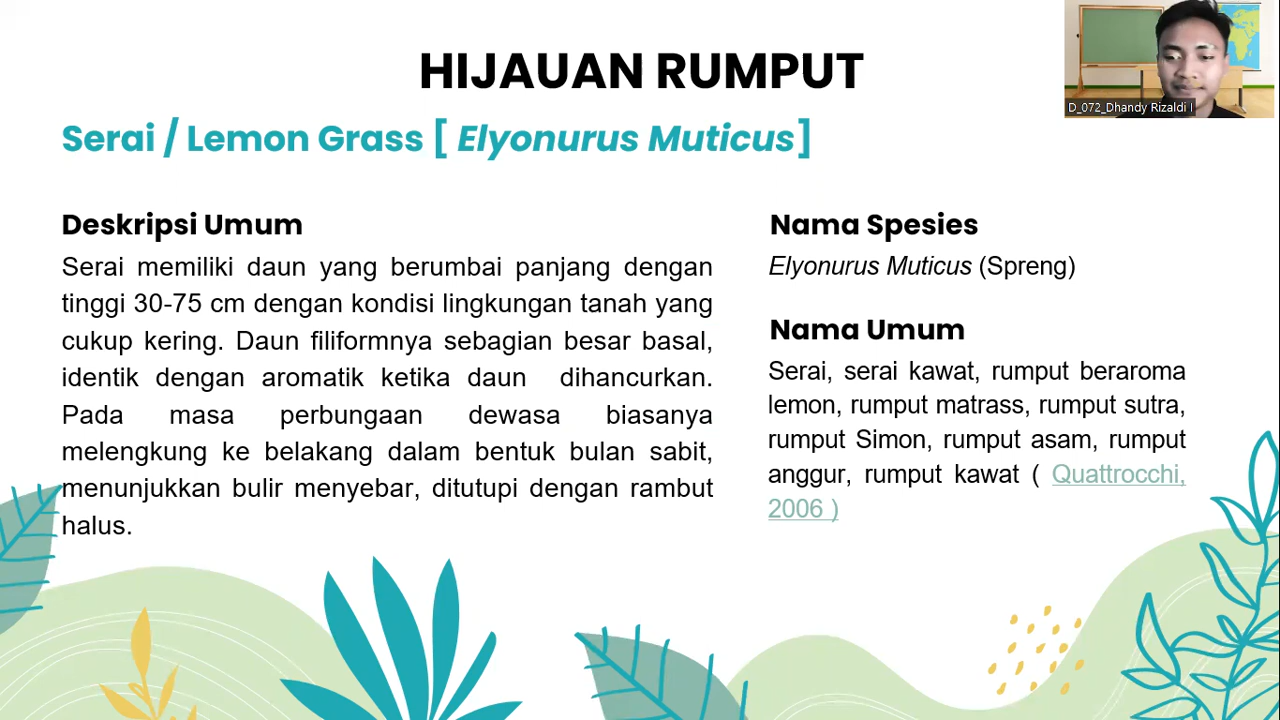 HIJAUAN RUMPUT
D_072_Dhandy Rizaldi I
Serai / Lemon Grass [ Elyonurus Muticus]
Deskripsi Umum
Serai memiliki daun yang berumbai panjang dengan
tinggi 30-75 cm dengan kondisi lingkungan tanah yang
cukup kering. Daun filiformnya sebagian besar basal,
identik dengan aromatik ketika daun dihancurkan.
Pada masa perbungaan dewasa biasanya
melengkung ke belakang dalam bentuk bulan sabit,
menunjukkan bulir menyebar, ditutupi dengan rambut
halus.
Nama Spesies
Elyonurus Muticus (Spreng)
Nama Umum
Serai, serai kawat, rumput beraroma
lemon, rumput matrass, rumput sutra,
rumput Simon, rumput asam, rumput
anggur, rumput kawat ( Quattrocchi,
2006 )